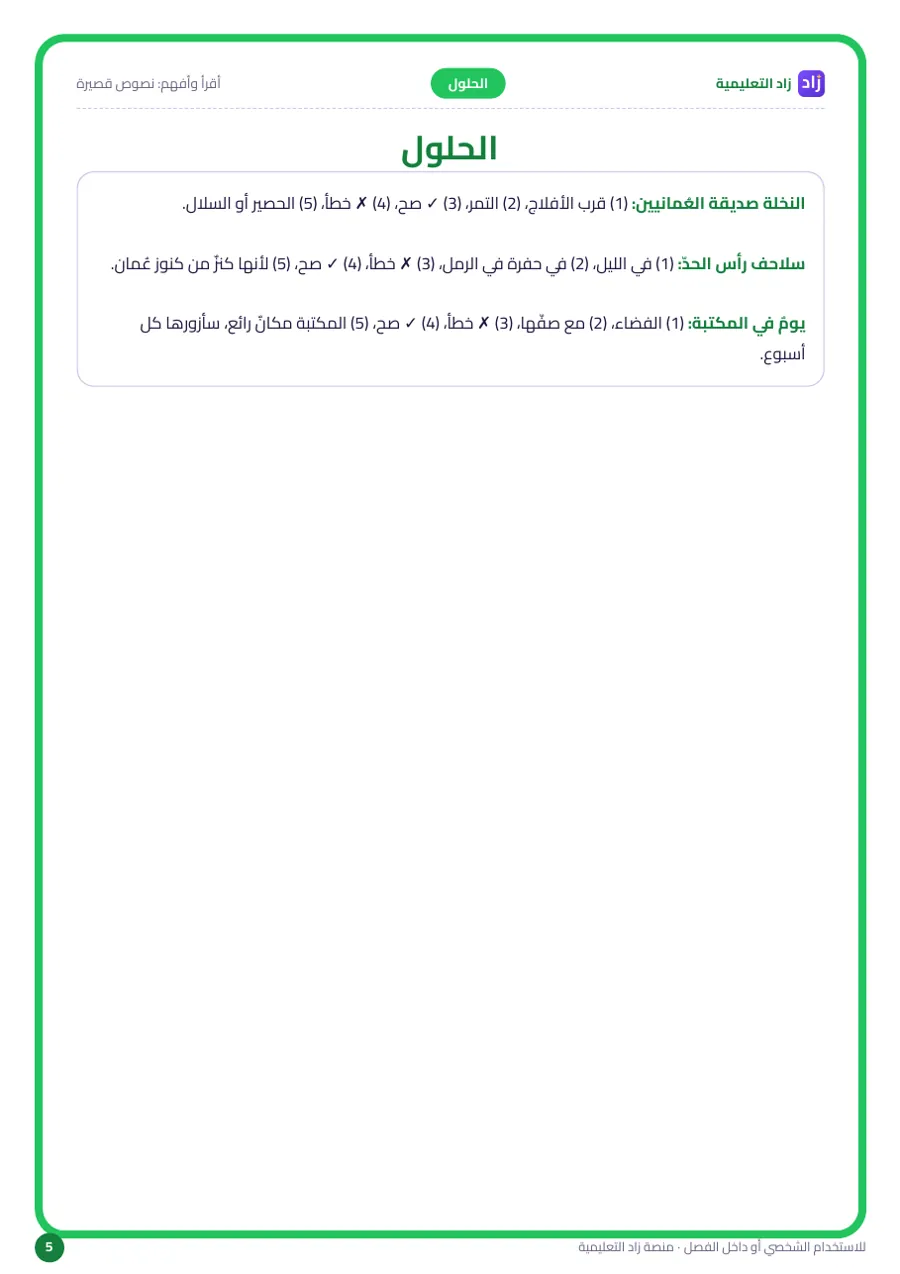 زاد
زاد التعليمية
الحلول
أقرأ وأفهم: نصوص قصيرة
الحلول
النخلة صديقة العُمانيين: (1) قرب الأفلاج، (2) التمر، (3) ✓ صح، (4) ✗ خطأ، (5) الحصير أو السلال.
سلاحف رأس الحدّ: (1) في الليل، (2) في حفرة في الرمل، (3) ✗ خطأ، (4) ✓ صح، (5) لأنها كنزٌ من كنوز عُمان.
يومٌ في المكتبة: (1) الفضاء، (2) مع صفّها، (3) ✗ خطأ، (4) ✓ صح، (5) المكتبة مكانٌ رائع، سأزورها كل
أسبوع.
للاستخدام الشخصي أو داخل الفصل · منصة زاد التعليمية
5